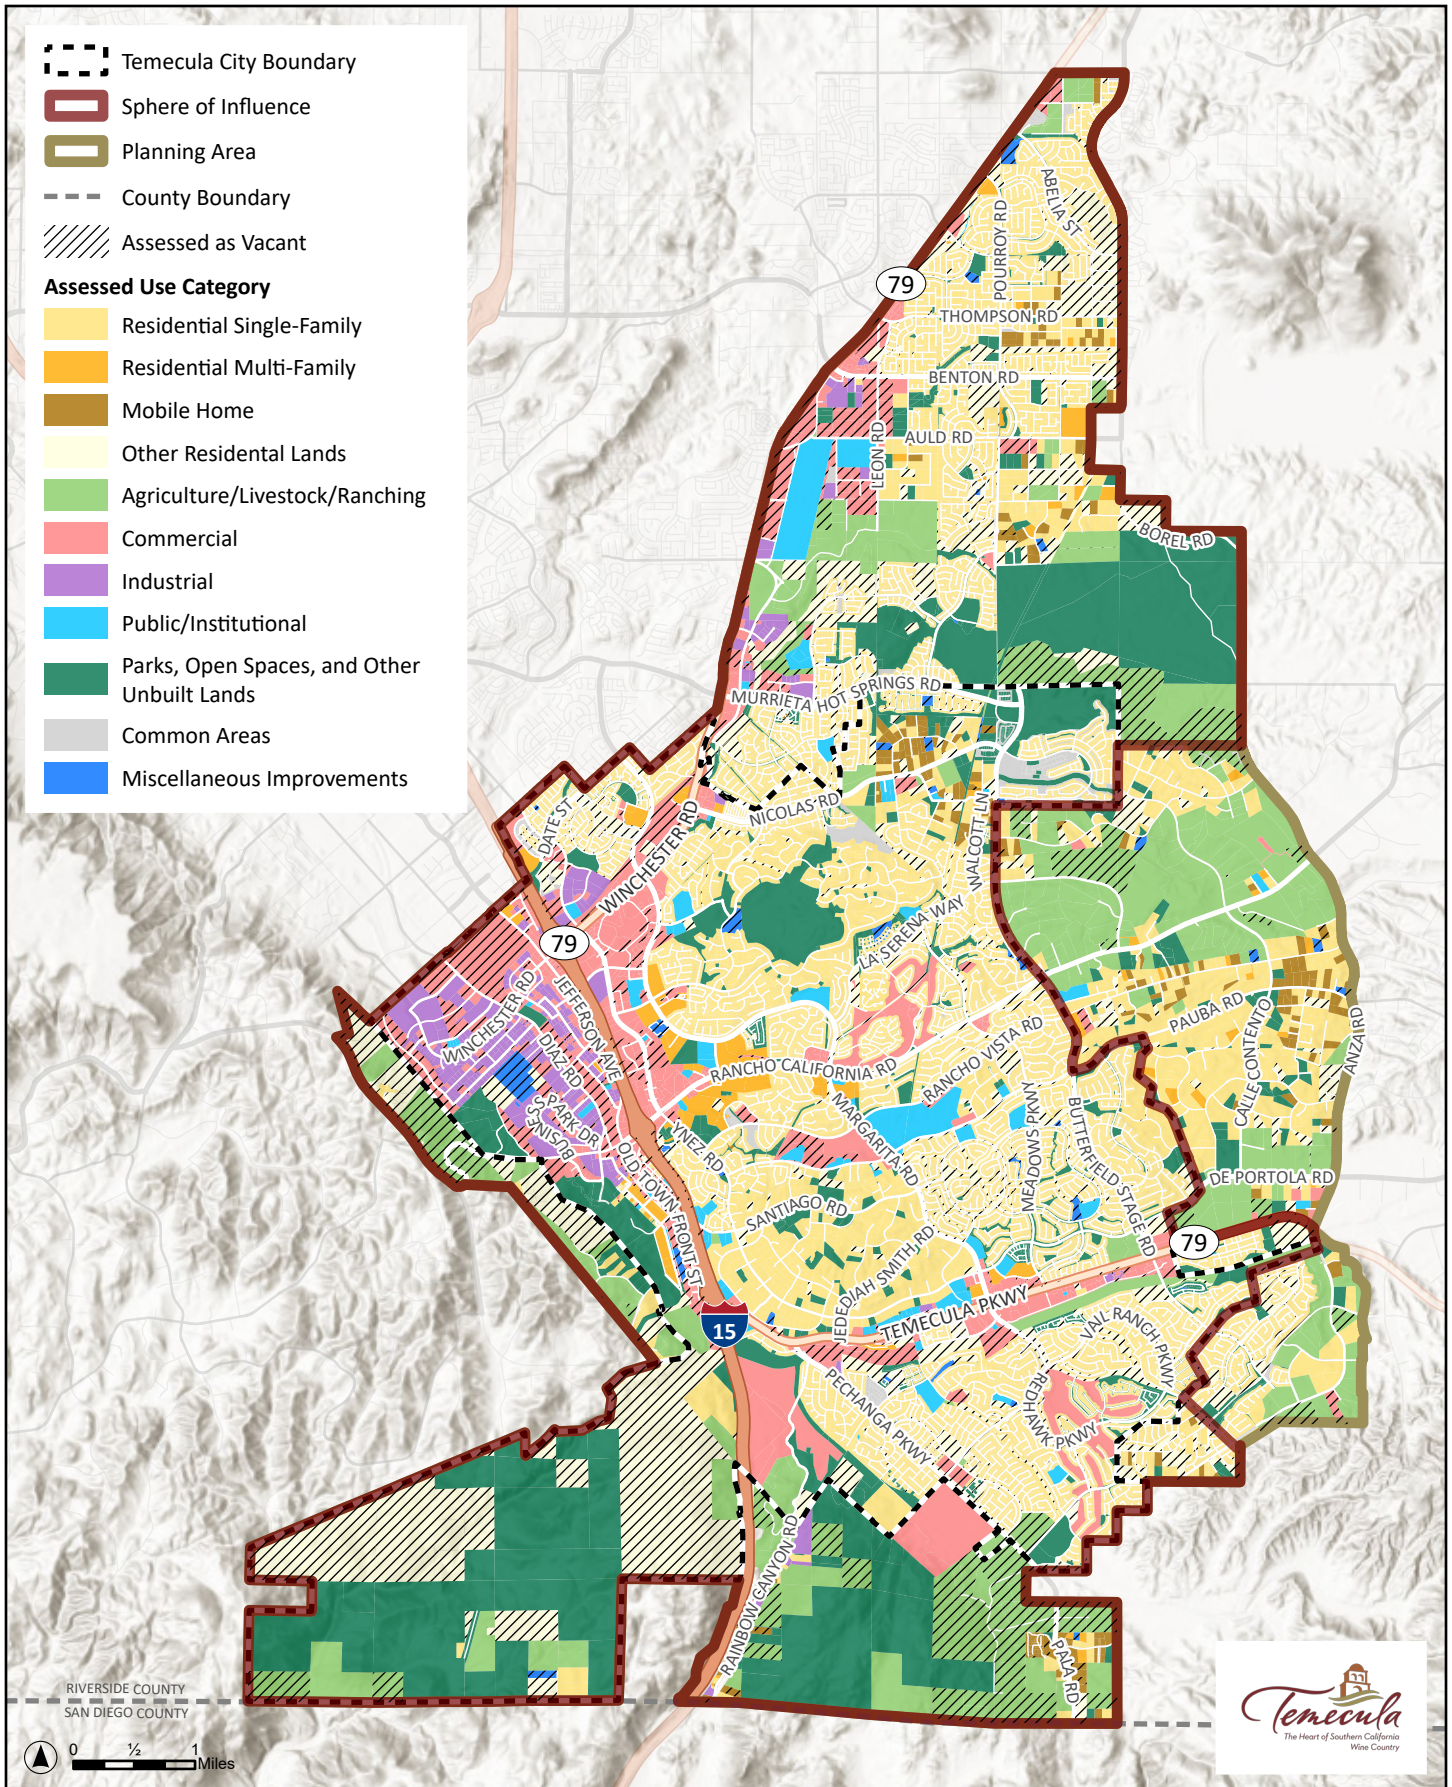 Temecula City Boundary
Sphere of Influence
Planning Area
County Boundary
Assessed as Vacant
Assessed Use Category
Residential Single-Family
Residential Multi-Family
Mobile Home
Other Residental Lands
Agriculture/Livestock/Ranching
Commercial
Industrial
Public/Institutional
Parks, Open Spaces, and Other
Unbuilt Lands
Common Areas
Miscellaneous Improvements
ABELIA ST
POURROY RD
79
THOMPSON RD
BENTON RD
LEON RD
AULD RD
BOREL RD
MURRIETA HOT SPRINGS RD
NICOLAS RD
DATE ST
WINCHESTER RD
WALCOTT LN
LA SERENA WAY
79
JEFFERSON AVE
WINCHESTER RD
DIAZ RD
BUSINESS PARK DR
RANCHO CALIFORNIA RD
RANCHO VISTA RD
PAUBA RD
CALLE CONTENTO
ANZA RD
MARGARITA RD
MEADOWS PKWY
BUTTERFIELD STAGE RD
YNEZ RD
OLD TOWN FRONT ST
DE PORTOLA RD
SANTIAGO RD
JEDEDIAH SMITH RD
79
TEMECULA PKWY
15
VAIL RANCH PKWY
PECHANGA PKWY
REDHAWK PKWY
RAINBOW CANYON RD
PALA RD
RIVERSIDE COUNTY
SAN DIEGO COUNTY
0 ½ 1
Miles
Temecula
The Heart of Southern California
Wine Country